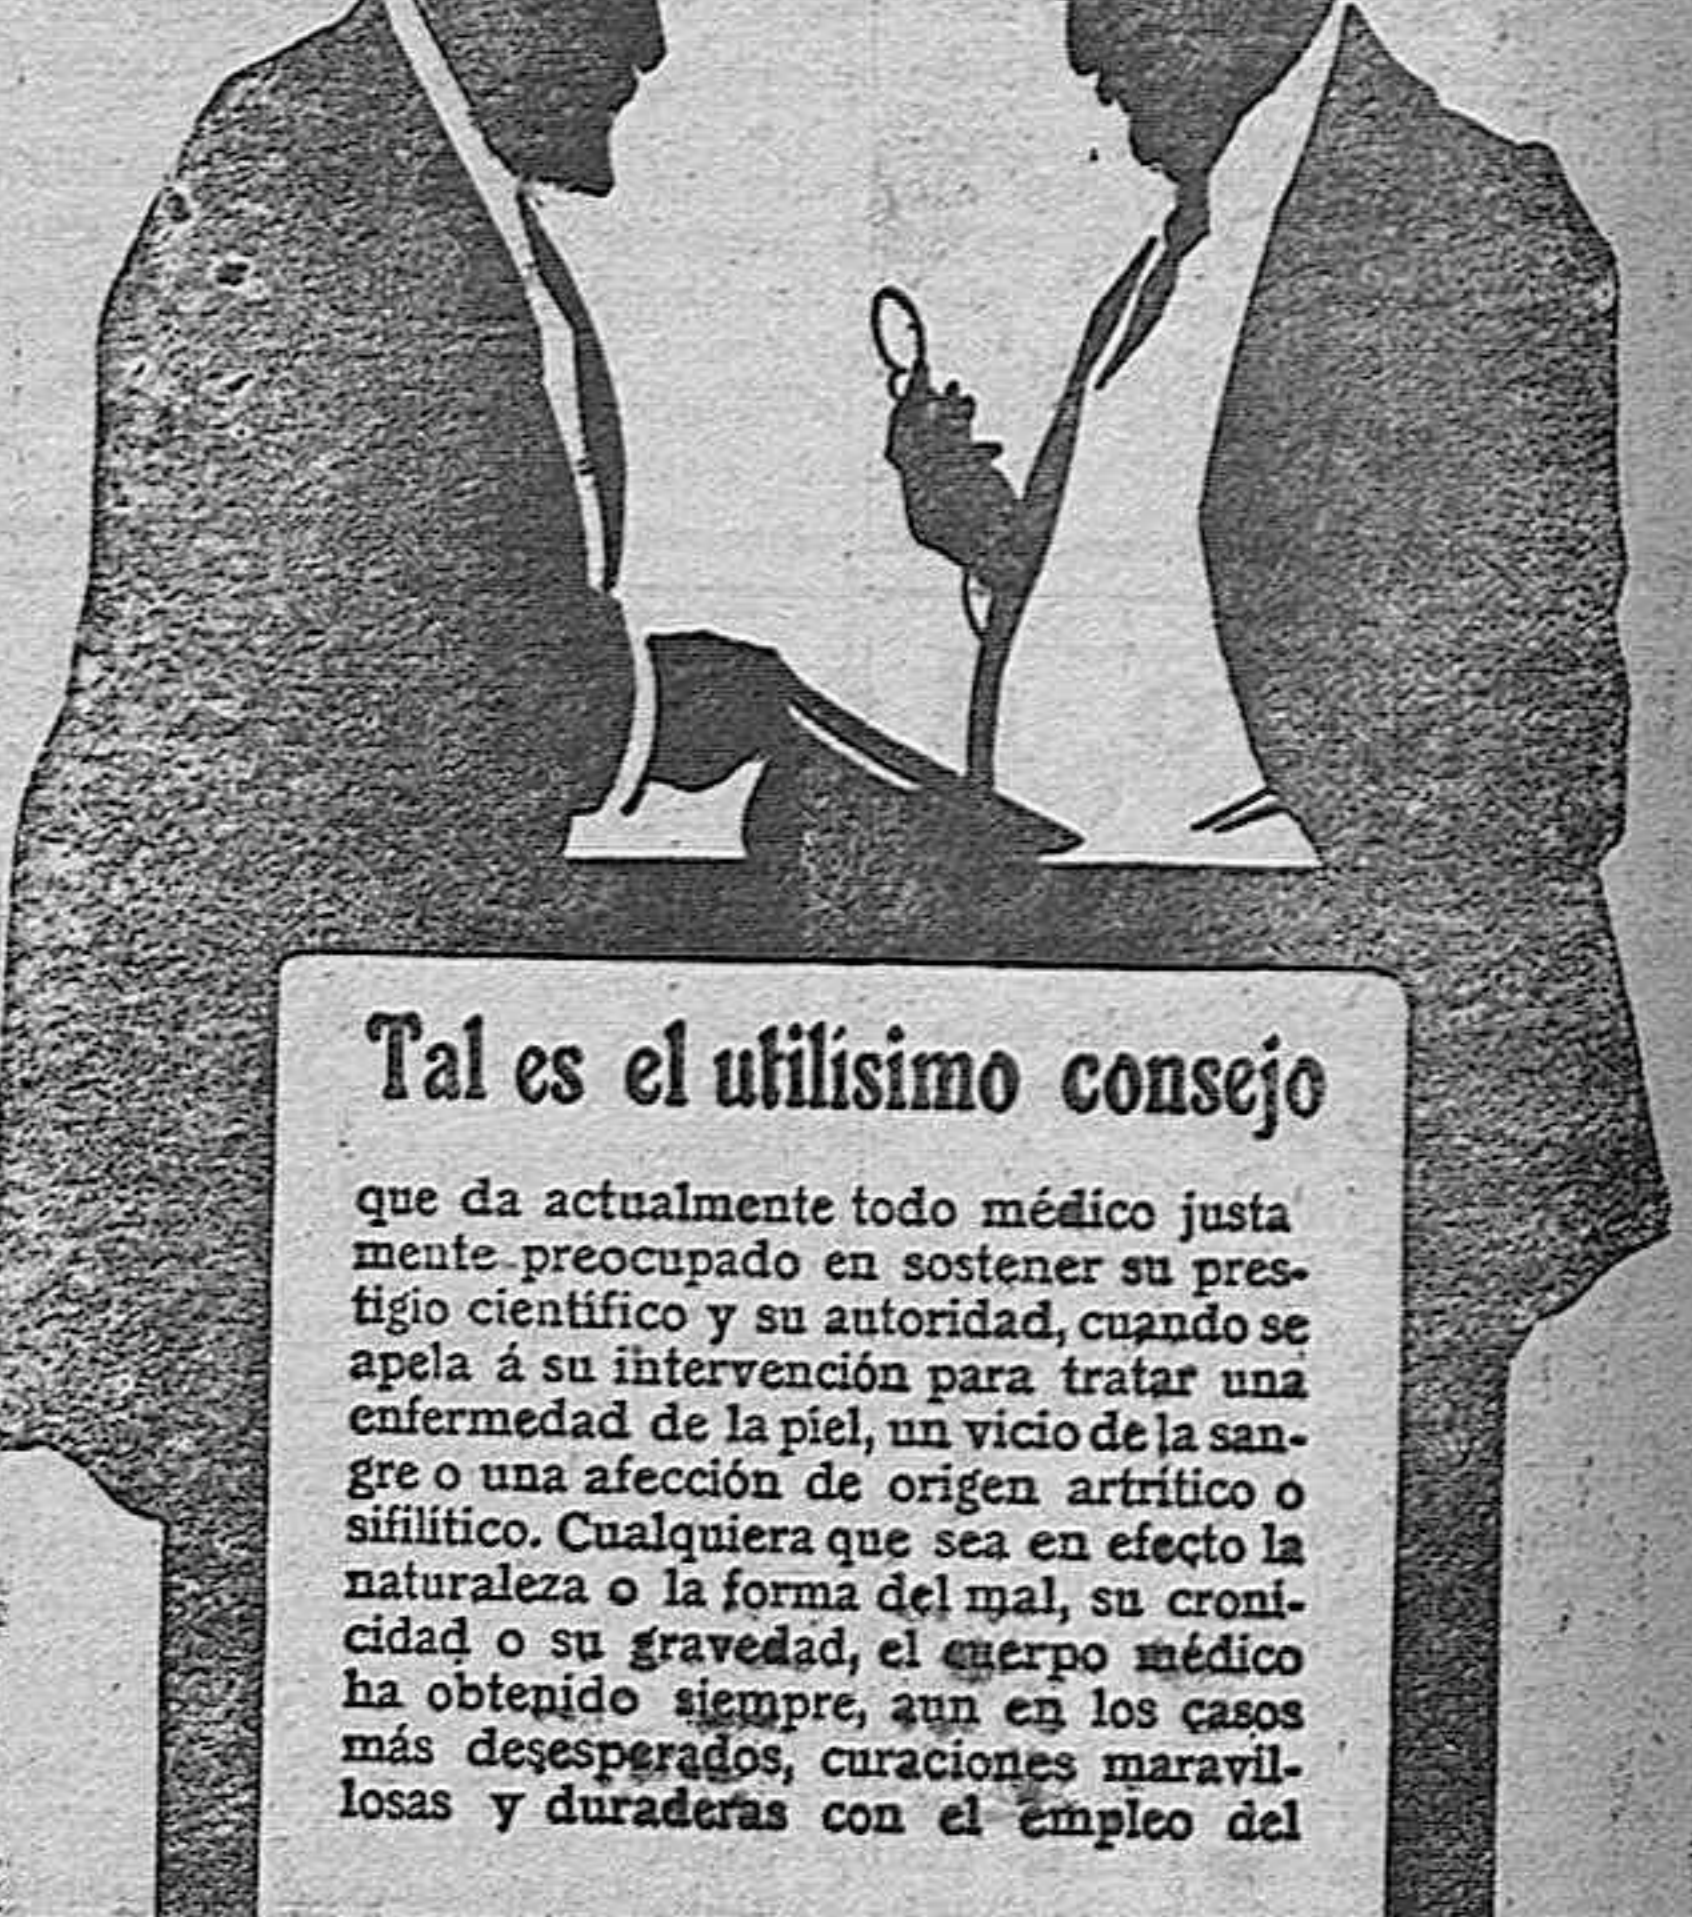 Tal es el utilísimo consejo
que da actualmente todo médico justa
mente preocupado en sostener su pres-
tigio científico y su autoridad, cuando se
apela á su intervención para tratar una
enfermedad de la piel, un vicio de la san-
gre o una afección de origen artrítico o
sifilítico. Cualquiera que sea en efecto la
naturaleza o la forma del mal, su croni-
cidad o su gravedad, el cuerpo médico
ha obtenido siempre, aun en los casos
más desesperados, curaciones maravil-
losas y duraderas con el empleo del